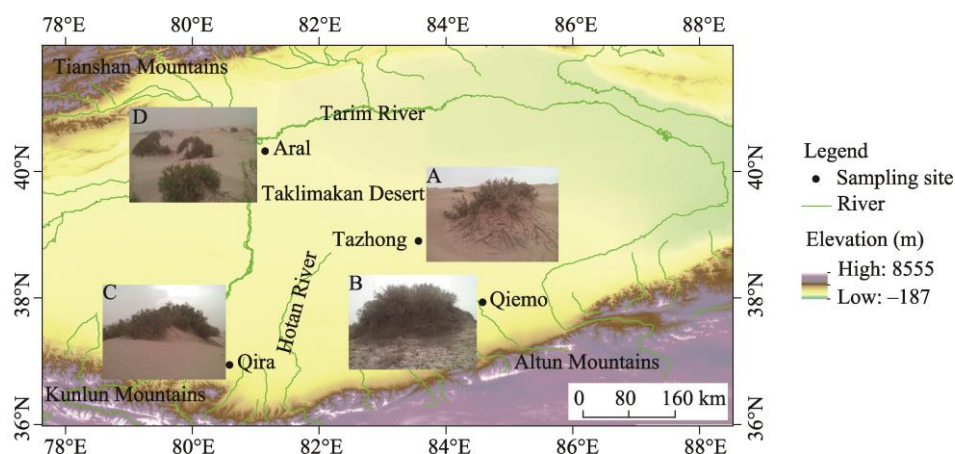 78°E 80°E 82°E 84°E 86°E 88°E
Tianshan Mountains
D
Tarim River
Aral
40°N
40°N
Taklimakan Desert
A
Tazhong
Hotan River
B
Qiemo
38°N
38°N
C
Qira
Altun Mountains
Kunlun Mountains
0 80 160 km
36°N
36°N
78°E 80°E 82°E 84°E 86°E 88°E
Legend
Sampling site
River
Elevation (m)
High: 8555
Low: –187